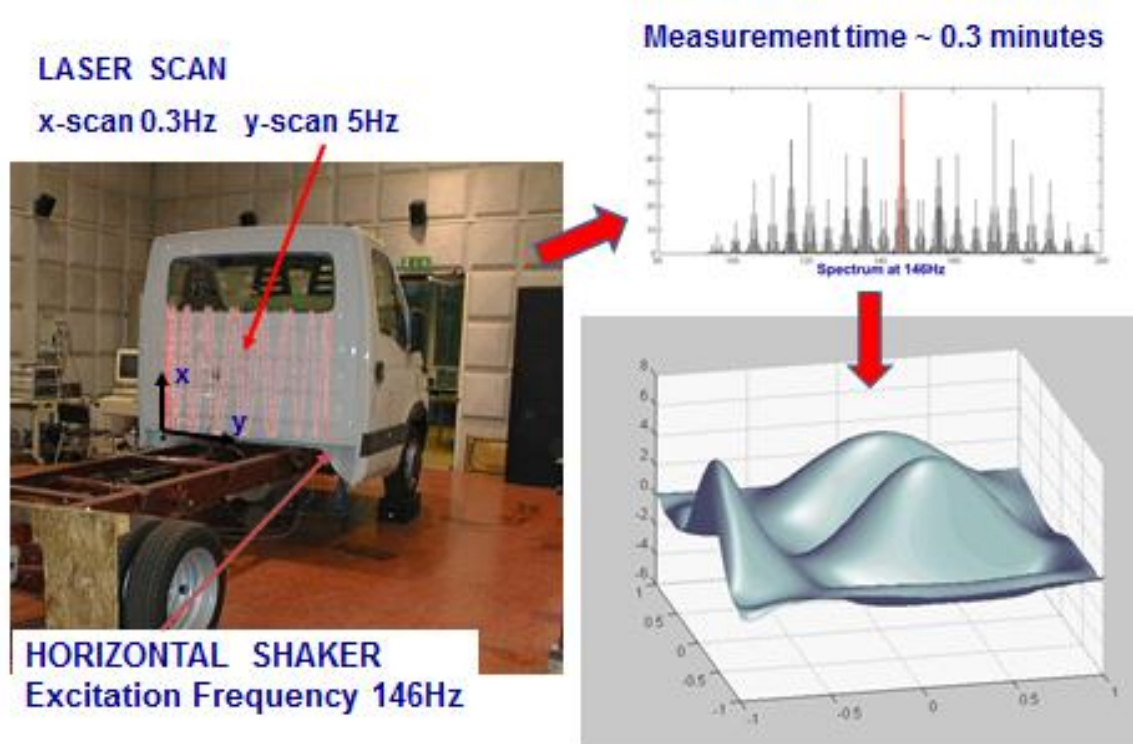 LASER SCAN
x-scan 0.3Hz y-scan 5Hz
x
y
HORIZONTAL SHAKER
Excitation Frequency 146Hz
Measurement time ~ 0.3 minutes
Spectrum at 146Hz
8
6
4
2
0
-2
-4
-6
1
0.5
0
-0.5
-1
-1
-0.5
0
0.5
1